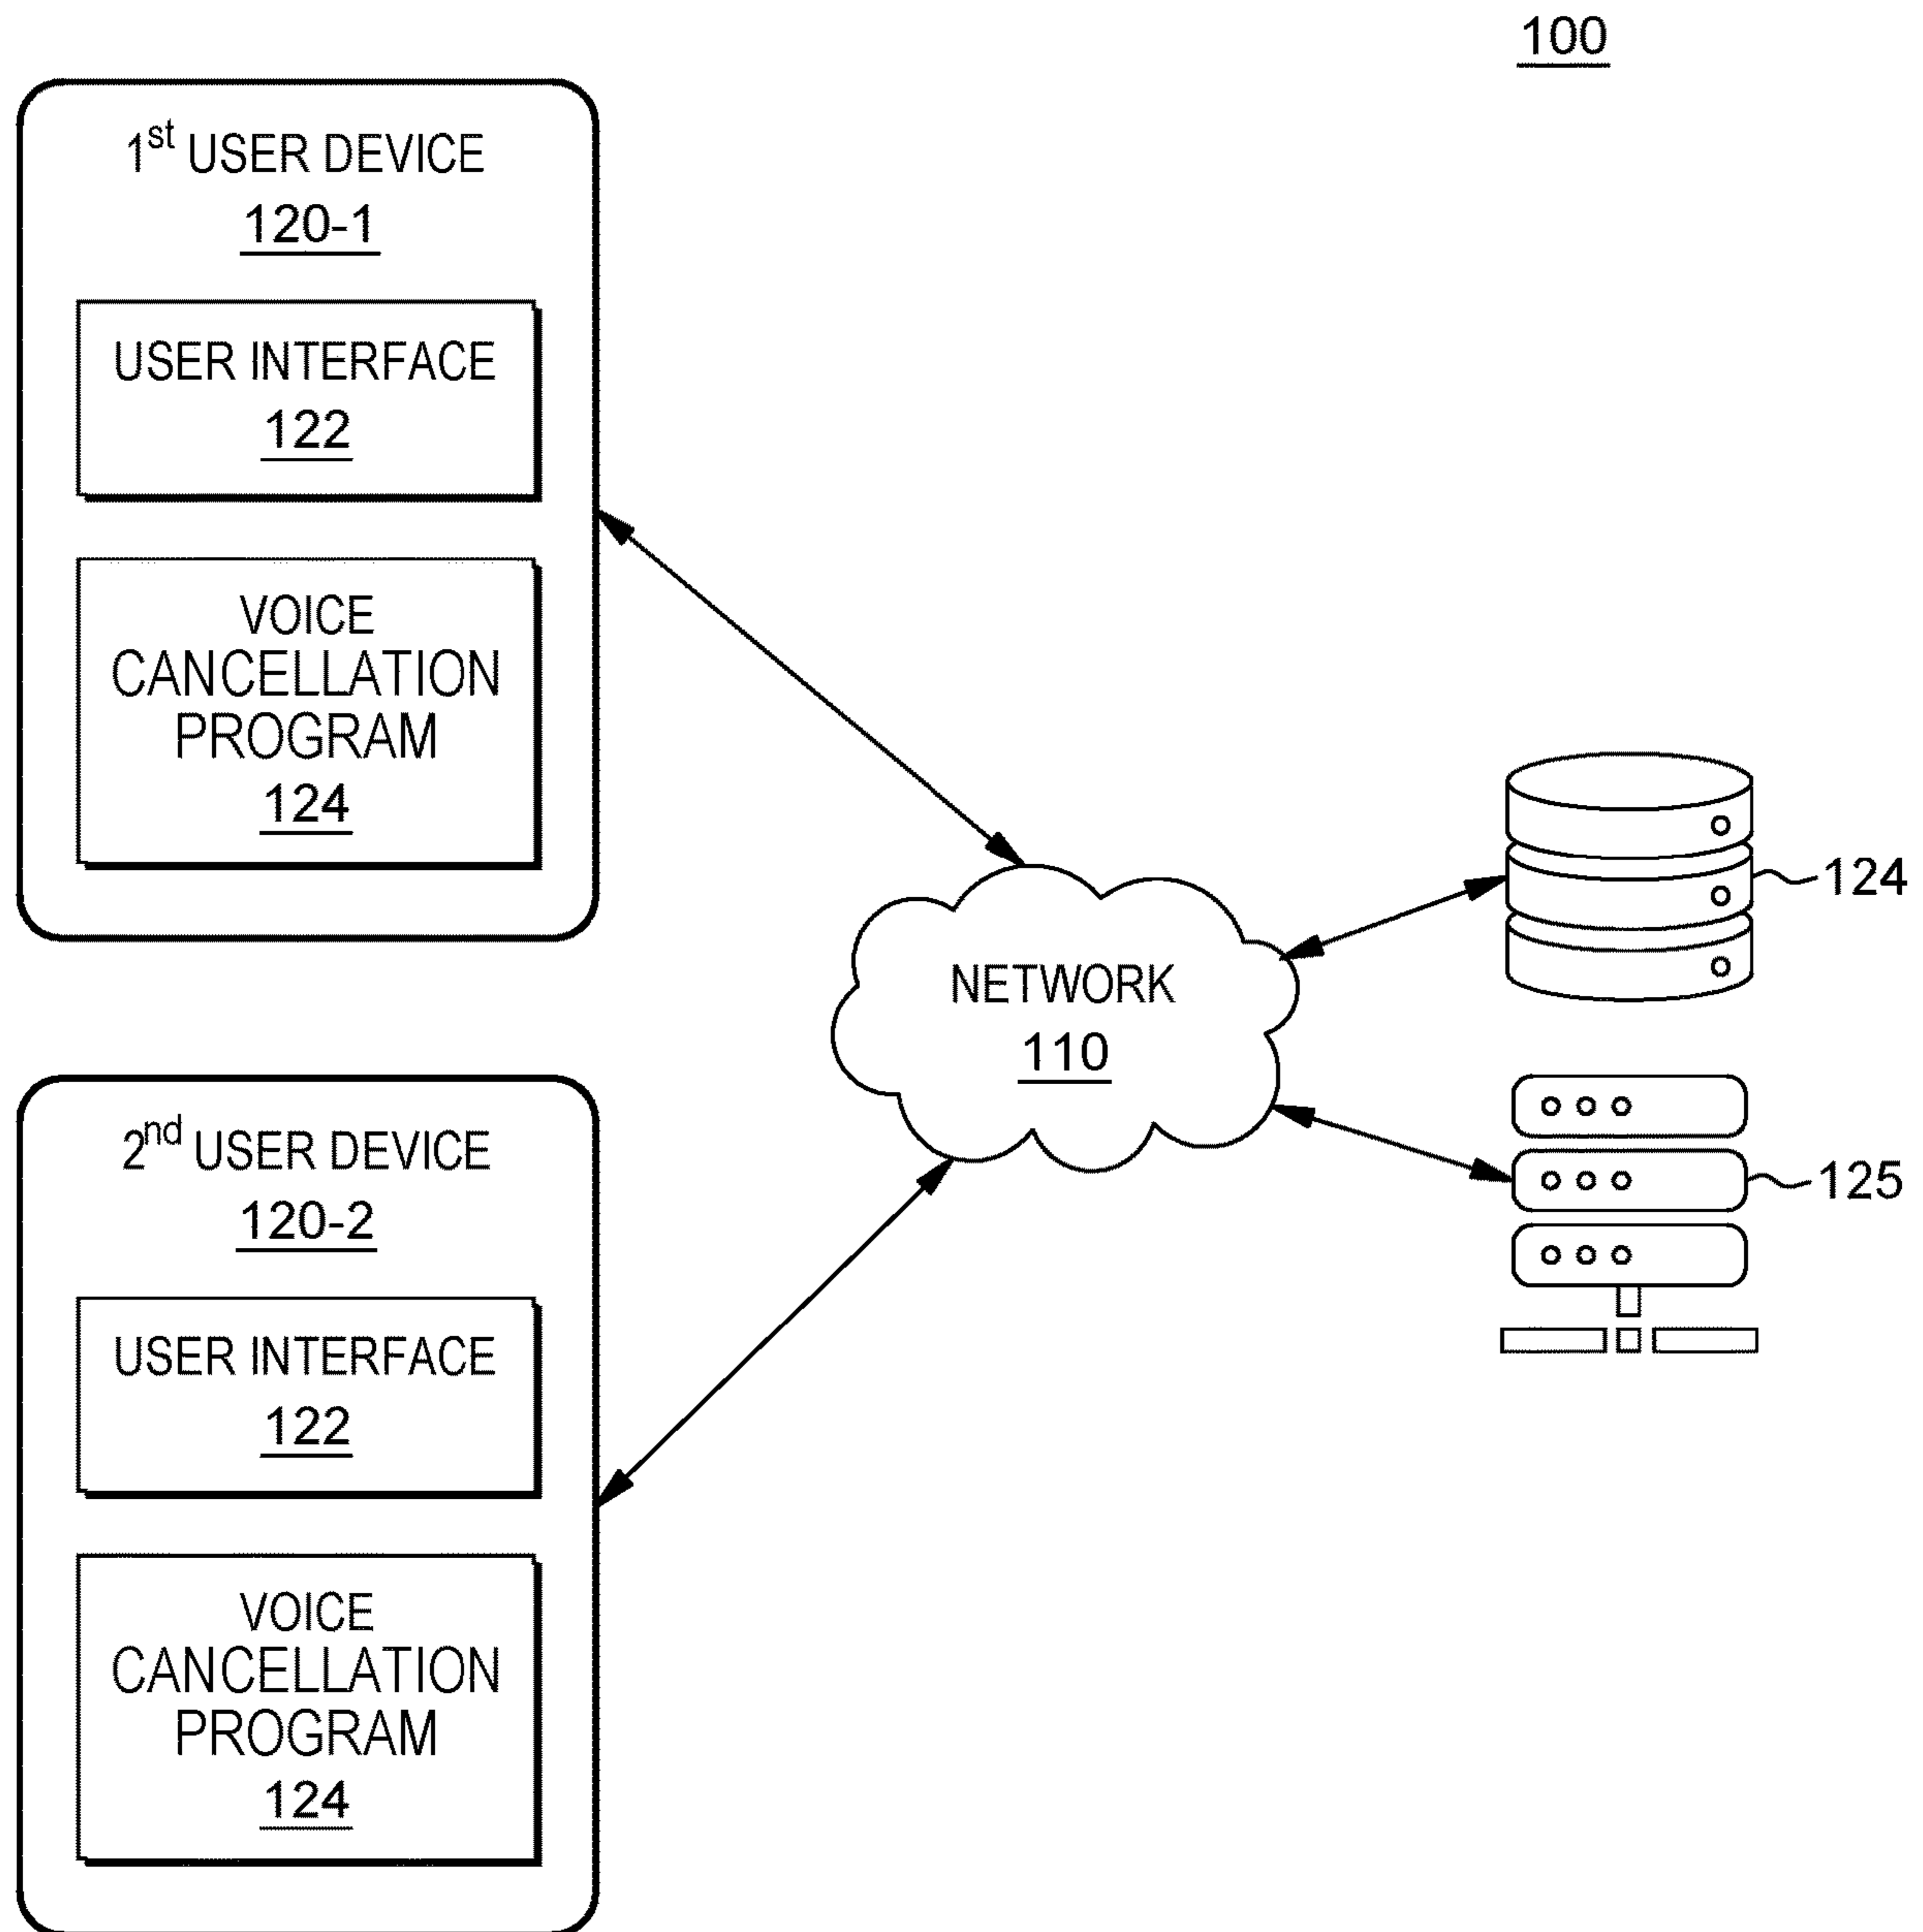 100
1st USER DEVICE
120-1
USER INTERFACE
122
VOICE
CANCELLATION
PROGRAM
124
NETWORK
110
124
125
2nd USER DEVICE
120-2
USER INTERFACE
122
VOICE
CANCELLATION
PROGRAM
124